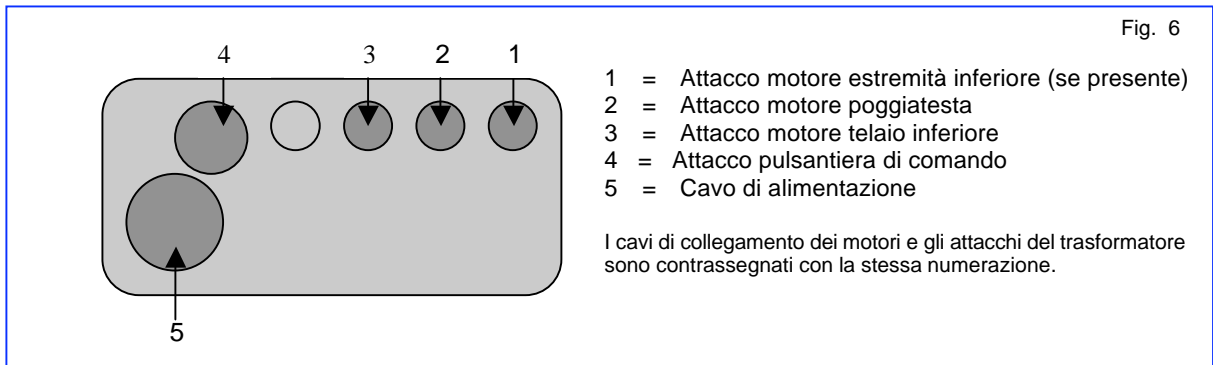 Fig. 6
4 3 2 1
1 = Attacco motore estremità inferiore (se presente)
2 = Attacco motore poggiatesta
3 = Attacco motore telaio inferiore
4 = Attacco pulsantiera di comando
5 = Cavo di alimentazione
I cavi di collegamento dei motori e gli attacchi del trasformatore
sono contrassegnati con la stessa numerazione.
5